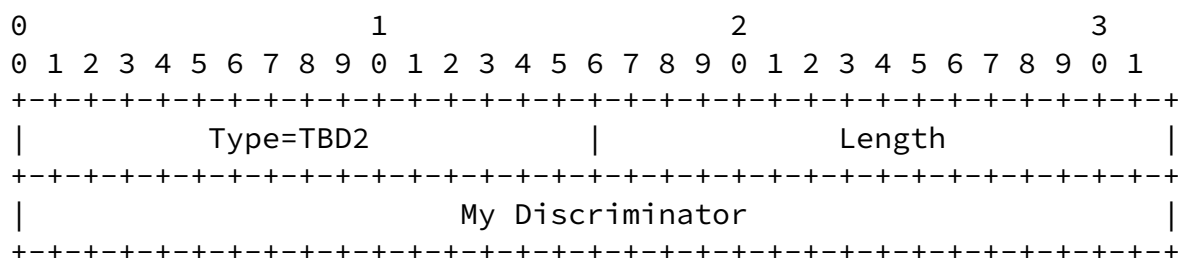 0                   1                   2                   3
0 1 2 3 4 5 6 7 8 9 0 1 2 3 4 5 6 7 8 9 0 1 2 3 4 5 6 7 8 9 0 1
+-+-+-+-+-+-+-+-+-+-+-+-+-+-+-+-+-+-+-+-+-+-+-+-+-+-+-+-+-+-+-+-+
|          Type=TBD2            |             Length            |
+-+-+-+-+-+-+-+-+-+-+-+-+-+-+-+-+-+-+-+-+-+-+-+-+-+-+-+-+-+-+-+-+
|                        My Discriminator                       |
+-+-+-+-+-+-+-+-+-+-+-+-+-+-+-+-+-+-+-+-+-+-+-+-+-+-+-+-+-+-+-+-+